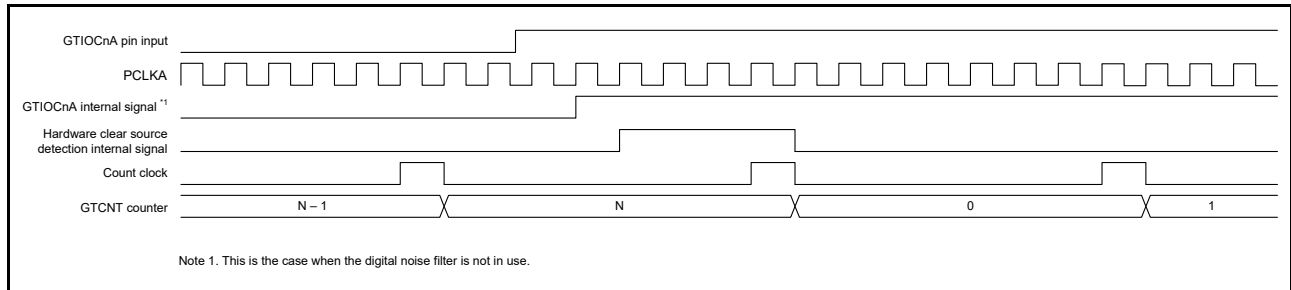 GTIOCnA pin input
PCLKA
GTIOCnA internal signal *1
Hardware clear source
detection internal signal
Count clock
GTCNT counter
N – 1
N
0
1
Note 1. This is the case when the digital noise filter is not in use.